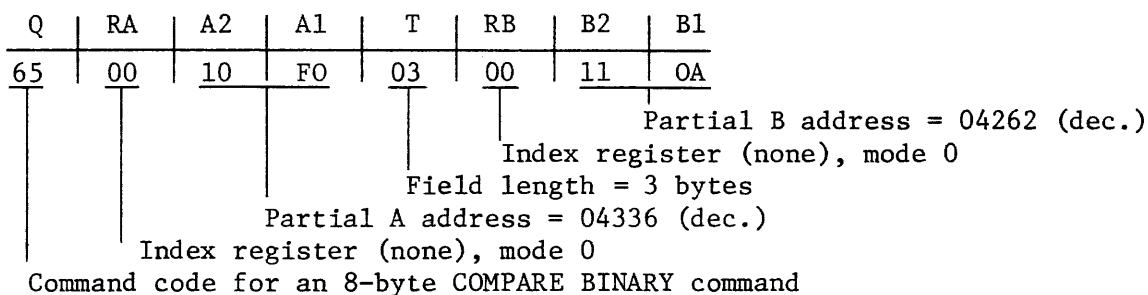 Q RA A2 A1 T RB B2 B1
65 00 10 F0 03 00 11 0A
Partial B address = 04262 (dec.)
Index register (none), mode 0
Field length = 3 bytes
Partial A address = 04336 (dec.)
Index register (none), mode 0
Command code for an 8-byte COMPARE BINARY command